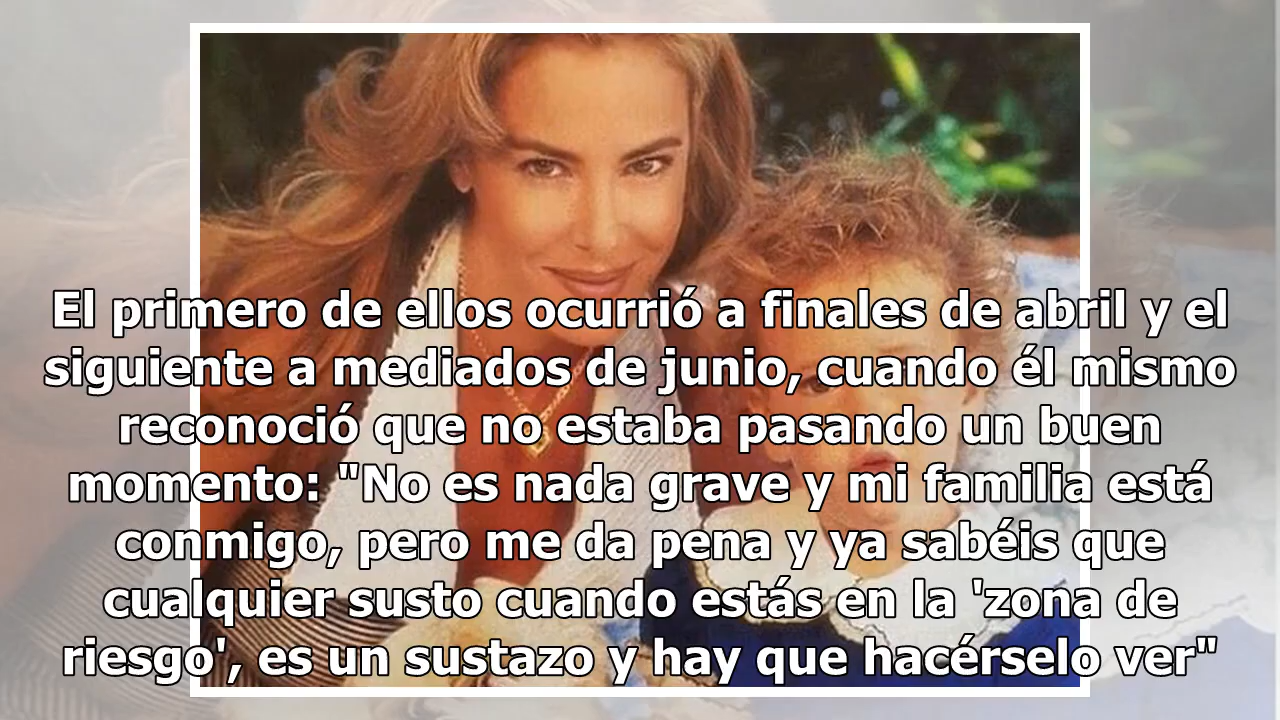 El primero de ellos ocurrió a finales de abril y el
siguiente a mediados de junio, cuando él mismo
reconoció que no estaba pasando un buen
momento: "No es nada grave y mi familia está
conmigo, pero me da pena y ya sabéis que
cualquier susto cuando estás en la 'zona de
riesgo', es un sustazo y hay que hacérselo ver"